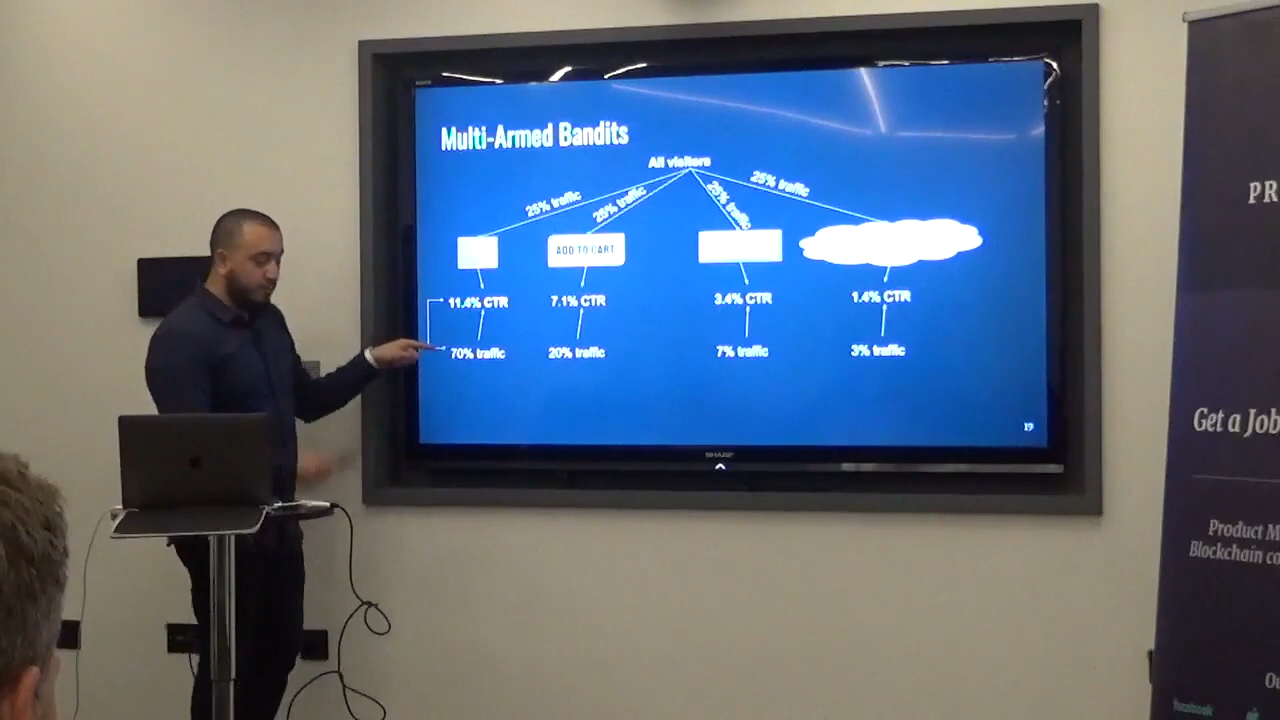 Multi-Armed Bandits
All visitors
25% traffic
25% traffic
25% traffic
25% traffic
ADD TO CART
11.4% CTR
7.1% CTR
3.4% CTR
1.4% CTR
70% traffic
20% traffic
7% traffic
3% traffic
19
SHARP
PR
Get a Job
Product M
Blockchain co
Ou
facebook